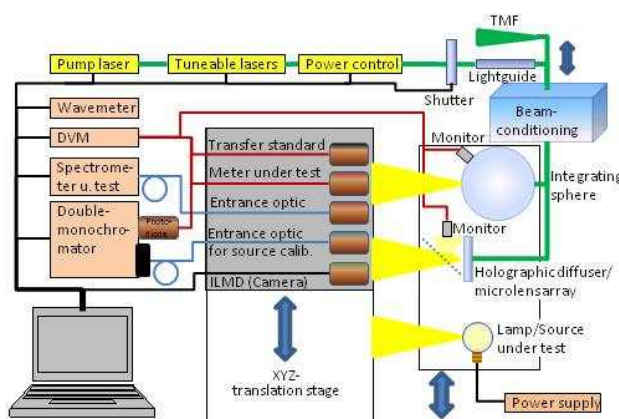 TMF
Pump laser
Tuneable lasers
Power control
Lightguide
Shutter
Beam-
conditioning
Wavemeter
DVM
Spectrome-
ter u. test
Double-
monochro-
mator
Photo-
diode
Transfer standard
Meter under test
Entrance optic
Entrance optic
for source calib.
ILMD (Camera)
Monitor
Integrating
sphere
Monitor
Holographic diffuser/
microlensarray
Lamp/Source
under test
XYZ-
translation stage
Power supply